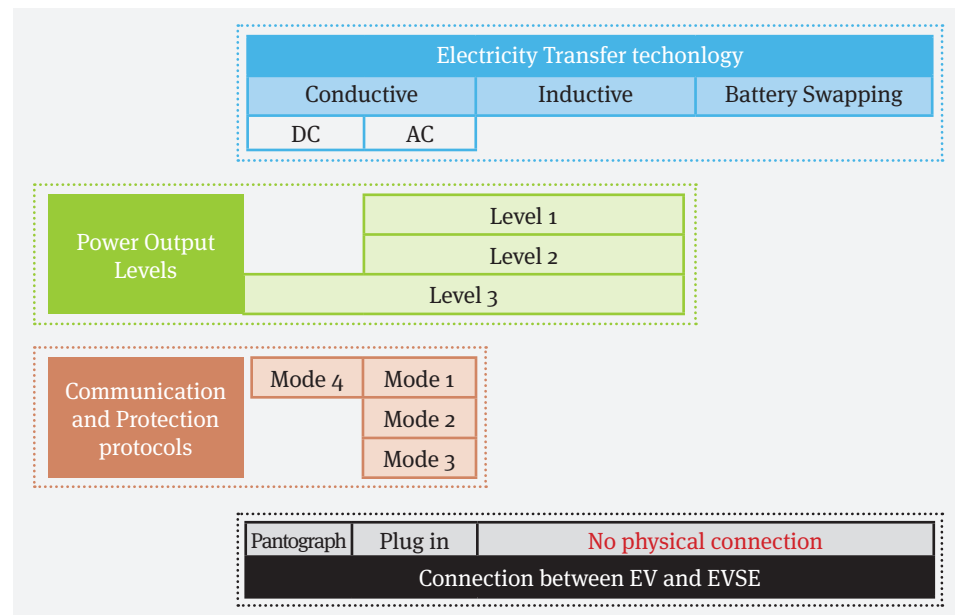 Electricity Transfer techonlogy
Conductive
Inductive
Battery Swapping
DC
AC
Power Output
Levels
Level 1
Level 2
Level 3
Communication
and Protection
protocols
Mode 4
Mode 1
Mode 2
Mode 3
Pantograph
Plug in
No physical connection
Connection between EV and EVSE